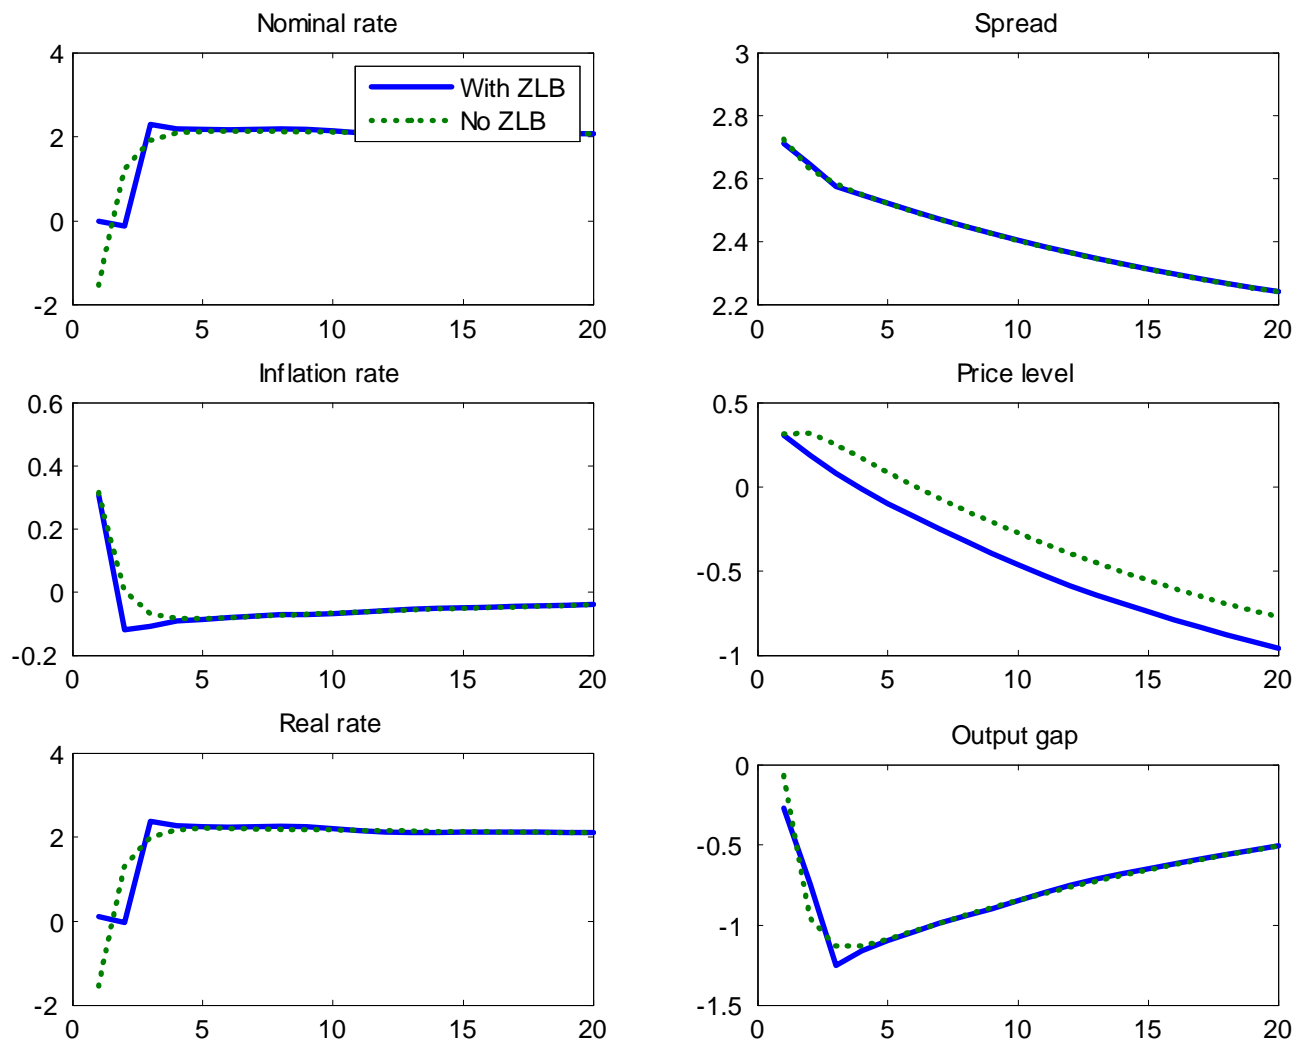 Nominal rate
4
2
0
-2
0 5 10 15 20
With ZLB
No ZLB
Spread
3
2.8
2.6
2.4
2.2
0 5 10 15 20
Inflation rate
0.6
0.4
0.2
0
-0.2
0 5 10 15 20
Price level
0.5
0
-0.5
-1
0 5 10 15 20
Real rate
4
2
0
-2
0 5 10 15 20
Output gap
0
-0.5
-1
-1.5
0 5 10 15 20